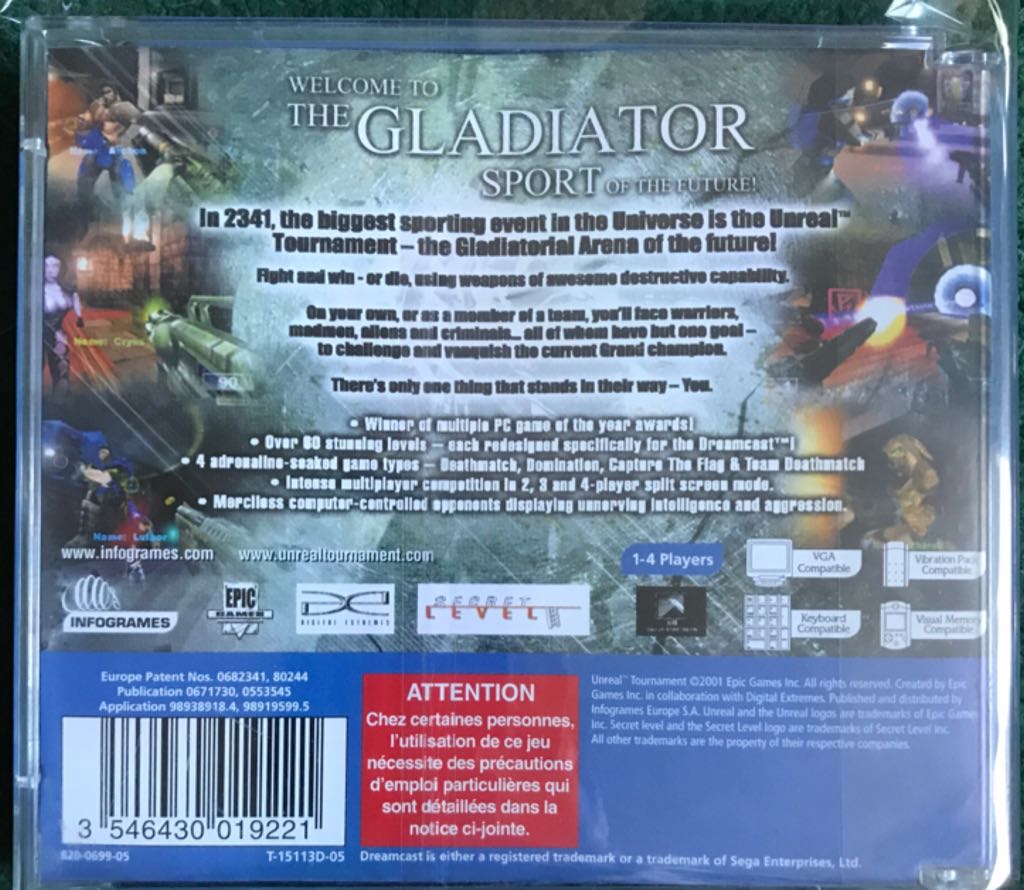 WELCOME TO
THE GLADIATOR
SPORT OF THE FUTURE!
In 2341, the biggest sporting event in the Universe is the Unreal™
Tournament – the Gladiatorial Arena of the future!
Fight and win - or die, using weapons of awesome destructive capability.
On your own, or as a member of a team, you'll face warriors,
madmen, aliens and criminals... all of whom have but one goal –
to challenge and vanquish the current Grand champion.
There's only one thing that stands in their way – You.
• Winner of multiple PC game of the year awards!
• Over 60 stunning levels – each redesigned specifically for the Dreamcast™!
• 4 adrenaline-soaked game types – Deathmatch, Domination, Capture The Flag & Team Deathmatch
• Intense multiplayer competition in 2, 3 and 4-player split screen mode.
• Merciless computer-controlled opponents displaying unnerving intelligence and aggression.
Name: Cryss
90
Name: Luthor
www.infogrames.com www.unrealtournament.com
1-4 Players
VGA
Compatible
Vibration Pack
Compatible
Keyboard
Compatible
Visual Memory
Compatible
INFOGRAMES
EPIC
GAMES
DIGITAL EXTREMES
SECRET
LEVEL
Europe Patent Nos. 0682341, 80244
Publication 0671730, 0553545
Application 98938918.4, 98919599.5
3 546430 019221
820-0699-05
T-15113D-05
ATTENTION
Chez certaines personnes,
l'utilisation de ce jeu
nécessite des précautions
d'emploi particulières qui
sont détaillées dans la
notice ci-jointe.
Unreal™ Tournament ©2001 Epic Games Inc. All rights reserved. Created by Epic
Games Inc. in collaboration with Digital Extremes. Published and distributed by
Infogrames Europe S.A. Unreal and the Unreal logos are trademarks of Epic Games
Inc. Secret level and the Secret Level logo are trademarks of Secret Level Inc.
All other trademarks are the property of their respective companies.
Dreamcast is either a registered trademark or a trademark of Sega Enterprises, Ltd.